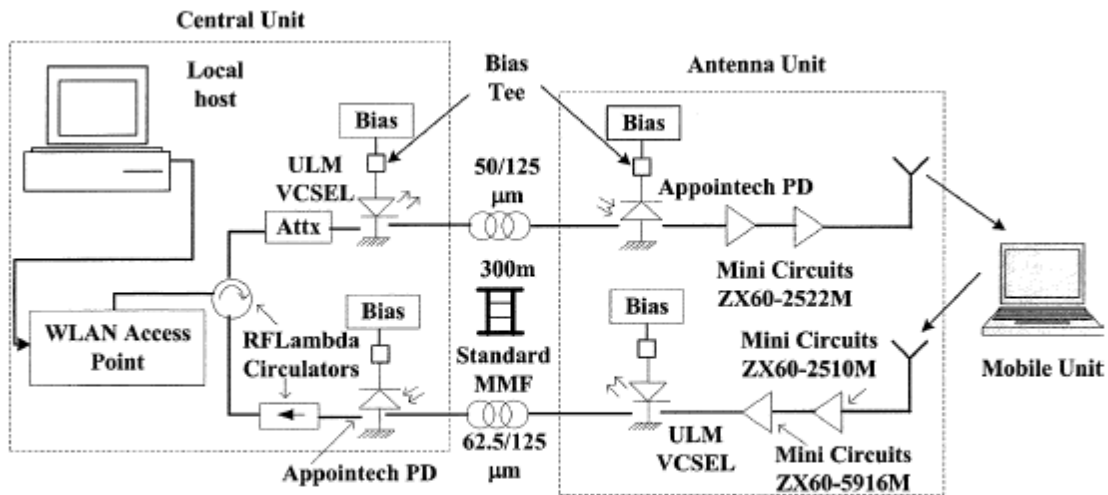 Central Unit
Local
host
Bias
ULM
VCSEL
Attx
WLAN Access
Point
RFLambda
Circulators
Bias
Appointech PD
Bias
Tee
50/125
μm
300m
Standard
MMF
62.5/125
μm
Antenna Unit
Bias
Appointech PD
Mini Circuits
ZX60-2522M
Bias
ULM
VCSEL
Mini Circuits
ZX60-2510M
Mini Circuits
ZX60-5916M
Mobile Unit